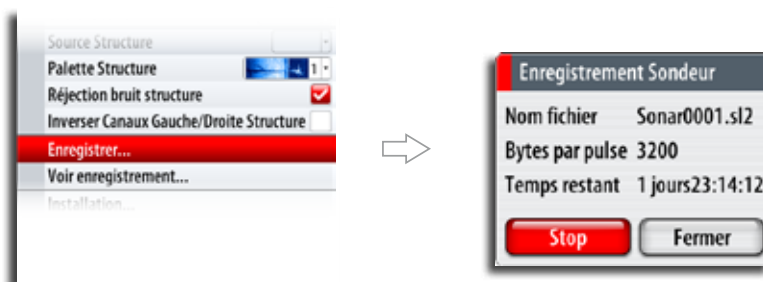 Source Structure
Palette Structure 1
Réjection bruit structure
Inverser Canaux Gauche/Droite Structure
Enregistrer...
Voir enregistrement...
Installation...
Enregistrement Sondeur
Nom fichier Sonar0001.sl2
Bytes par pulse 3200
Temps restant 1 jours23:14:12
Stop Fermer